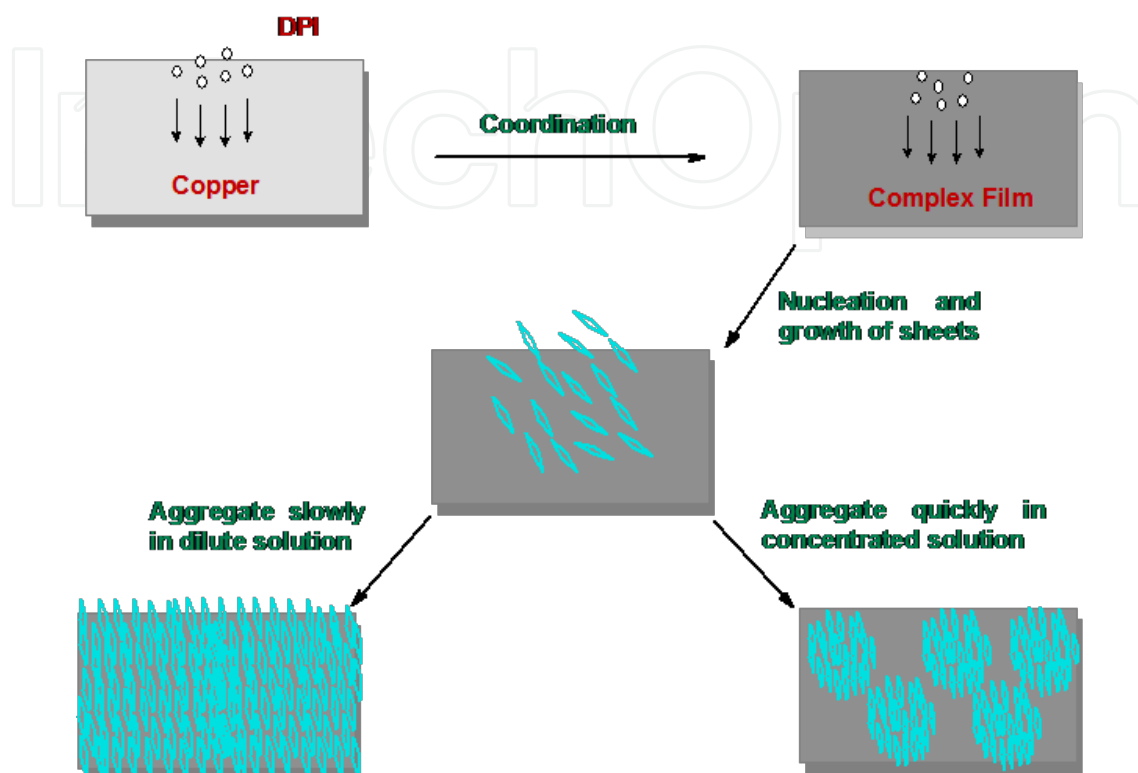 DPI
Coordination
Copper
Complex Film
Nucleation and
growth of sheets
Aggregate slowly
in dilute solution
Aggregate quickly in
concentrated solution
IntechOpen